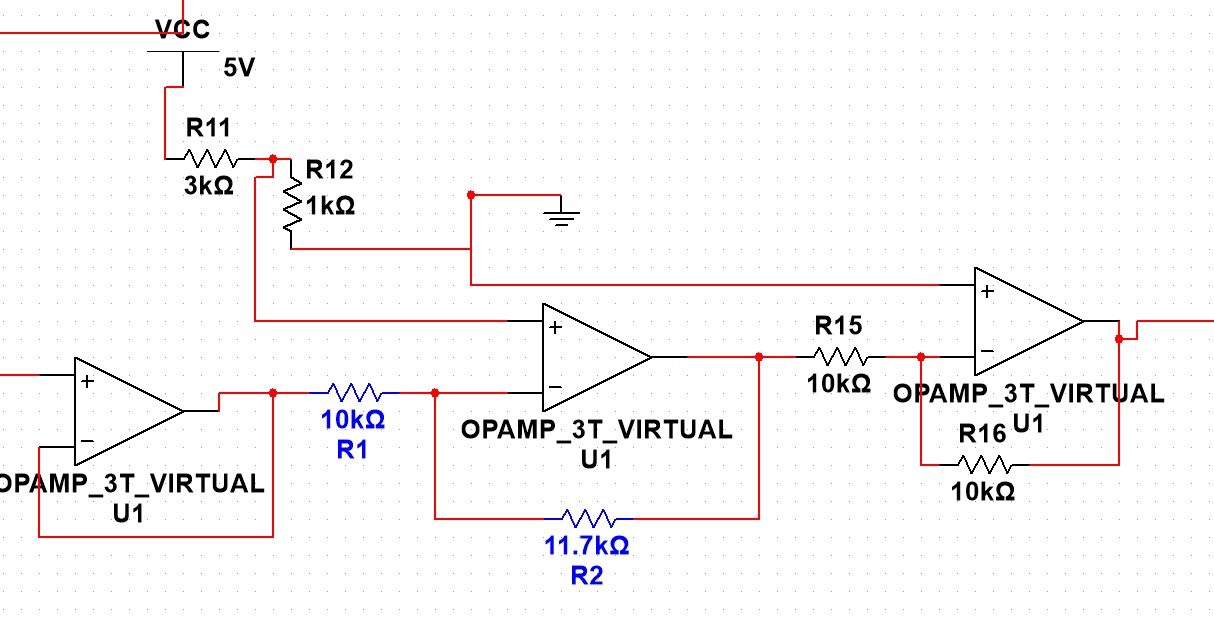 VCC
5V
R11
3kΩ
R12
1kΩ
+
−
OPAMP_3T_VIRTUAL
U1
10kΩ
R1
+
−
OPAMP_3T_VIRTUAL
U1
11.7kΩ
R2
R15
10kΩ
+
−
OPAMP_3T_VIRTUAL
U1
R16
10kΩ